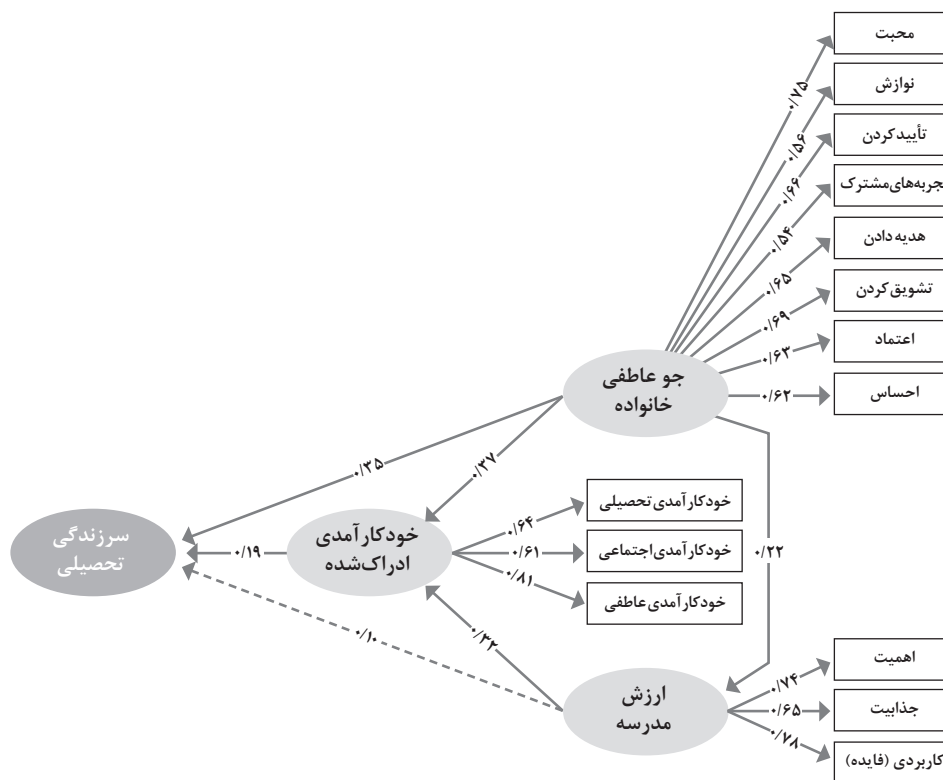 محبت
۰/۷۵
نوازش
۰/۵۶
تأیید کردن
۰/۶۶
جربه‌های مشترک
۰/۵۴
هدیه دادن
۰/۶۵
تشویق کردن
۰/۶۹
اعتماد
۰/۶۳
احساس
۰/۶۲
جو عاطفی
خانواده
۰/۳۵
۰/۳۷
۰/۲۲
خودکارآمدی تحصیلی
۰/۶۴
خودکارآمدی اجتماعی
۰/۶۱
خودکارآمدی عاطفی
۰/۸۱
خودکارآمدی
ادراک‌شده
۰/۱۹
سرزندگی
تحصیلی
۰/۳۲
۰/۱۰
ارزش
مدرسه
اهمیت
۰/۷۴
جذابیت
۰/۶۵
کاربردی (فایده)
۰/۷۸